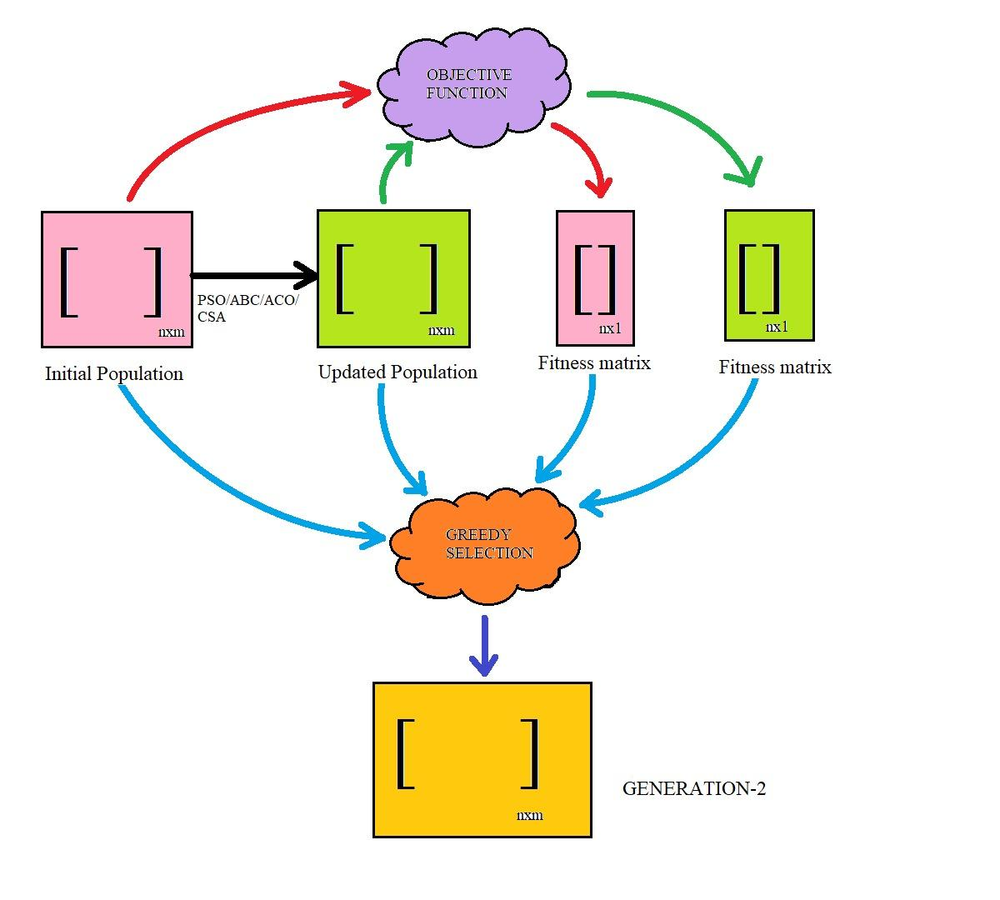 OBJECTIVE
FUNCTION
nxm
PSO/ABC/ACO/
CSA
nxm
nx1
nx1
Initial Population
Updated Population
Fitness matrix
Fitness matrix
GREEDY
SELECTION
nxm
GENERATION-2